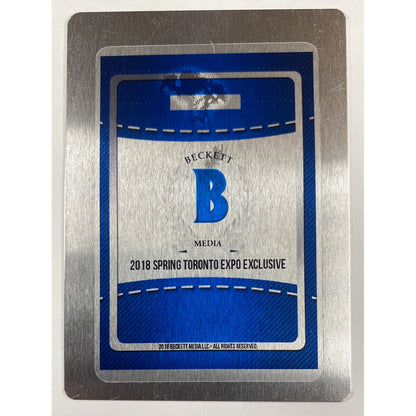 BECKETT
B
MEDIA
2018 SPRING TORONTO EXPO EXCLUSIVE
2018 BECKETT MEDIA LLC - ALL RIGHTS RESERVED.